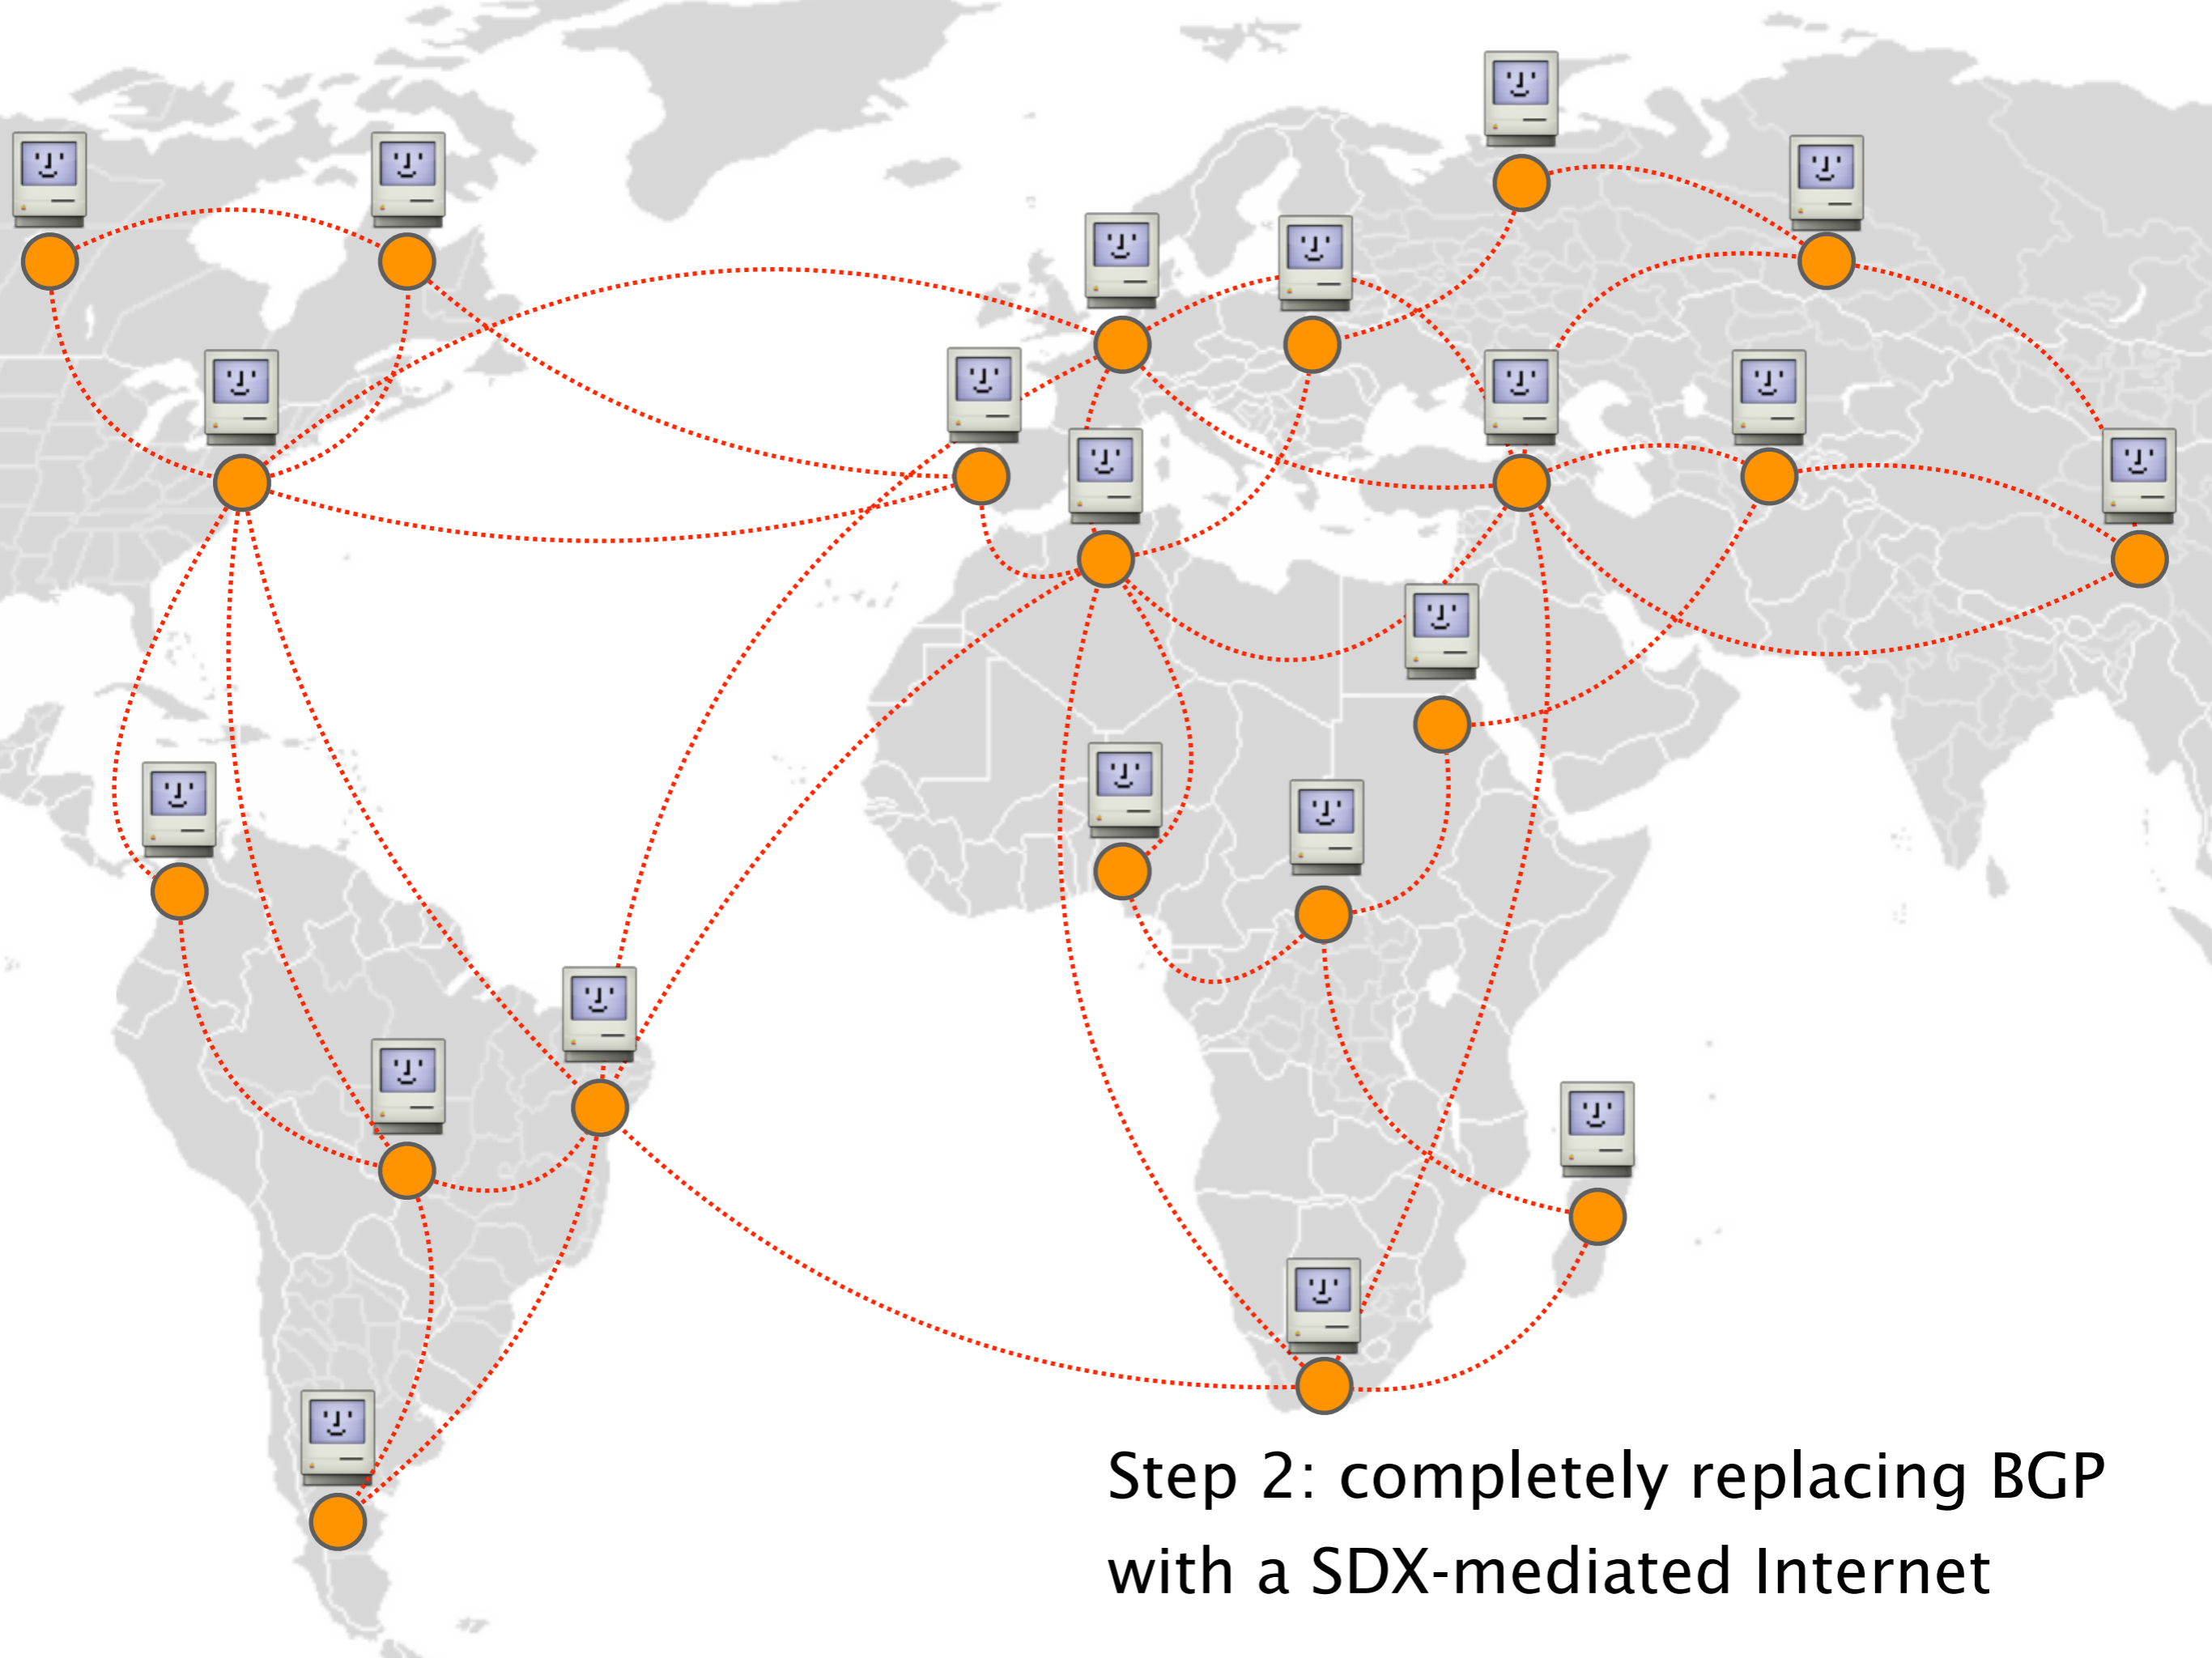 Step 2: completely replacing BGP
with a SDX-mediated Internet